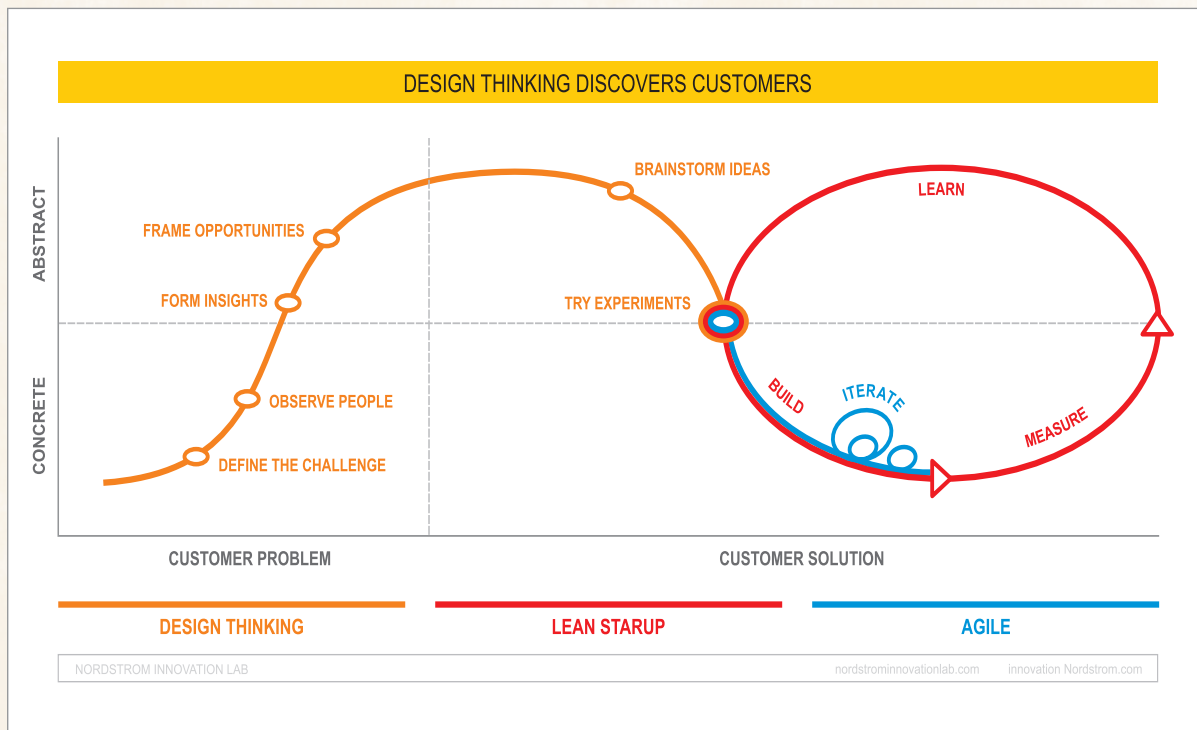 DESIGN THINKING DISCOVERS CUSTOMERS
ABSTRACT
CONCRETE
BRAINSTORM IDEAS
LEARN
FRAME OPPORTUNITIES
FORM INSIGHTS
TRY EXPERIMENTS
OBSERVE PEOPLE
DEFINE THE CHALLENGE
BUILD
ITERATE
MEASURE
CUSTOMER PROBLEM
CUSTOMER SOLUTION
DESIGN THINKING
LEAN STARUP
AGILE
NORDSTROM INNOVATION LAB
nordstrominnovationlab.com
innovation Nordstrom.com